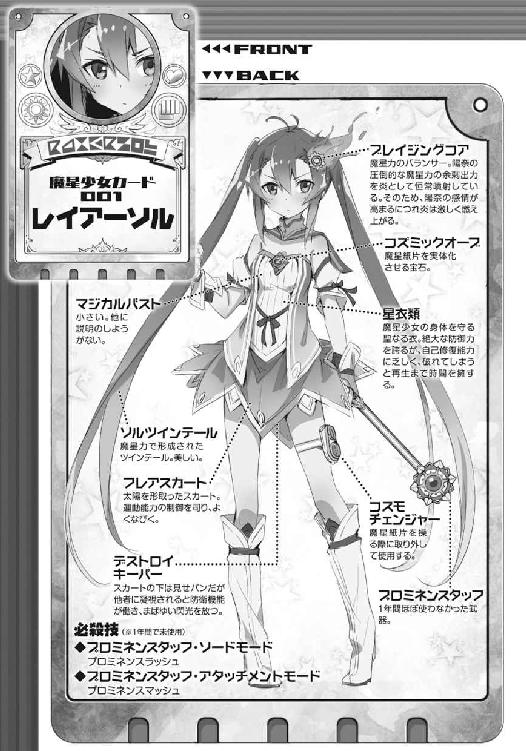 ◀◀◀FRONT
▼▼▼BACK
魔星少女カード
001
レイアーソル
ブレイジングコア
魔星力のバランサー。陽奈の
圧倒的な魔星力の余剰出力
を炎として恒常噴射してい
る。そのため、陽奈の感情が
高まるにつれ炎は激しく燃え
上がる。
コズミックオーブ
魔星紙片を実体化
させる宝石。
マジカルバスト
小さい。他に
説明のしよう
がない。
星衣類
魔星少女の身体を守る
聖なる衣。絶大な防御力
を誇るが、自己修復能力
に乏しく、破れてしまう
と再生まで時間を擁す
る。
ソルツインテール
魔星力で形成された
ツインテール。美しい。
フレアスカート
太陽を形取ったスカート。
運動能力の制御を司り、よ
くなびく。
コスモ
チェンジャー
魔星紙片を操
る際に取り外し
て使用する。
デストロイ
キーパー
スカートの下は見せパンだが
他者に凝視されると防衛機能
が働き、まばゆい閃光を放つ。
プロミネンスタッフ
1年間ほぼ使わなかった武
器。
必殺技(※1年間で未使用)
◆プロミネンスタッフ・ソードモード
プロミネンスラッシュ
◆プロミネンスタッフ・アタッチメントモード
プロミネンスマッシュ